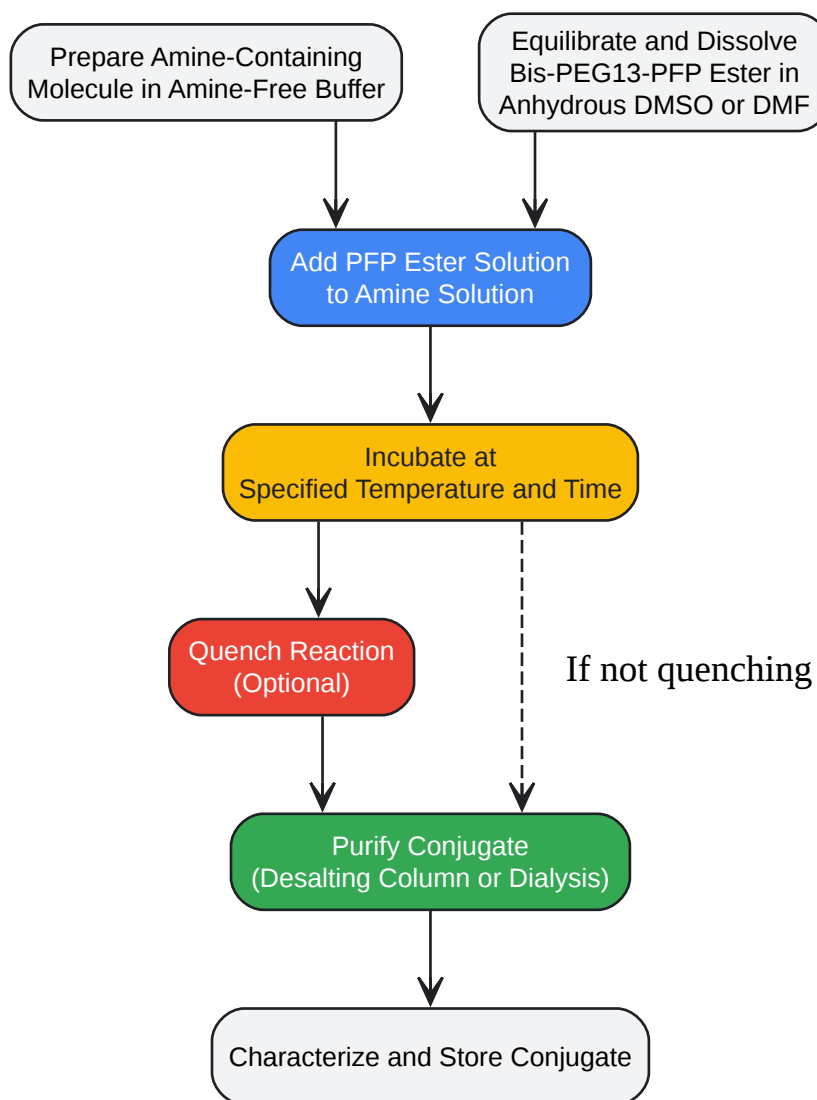 Prepare Amine-Containing
Molecule in Amine-Free Buffer
Equilibrate and Dissolve
Bis-PEG13-PFP Ester in
Anhydrous DMSO or DMF
Add PFP Ester Solution
to Amine Solution
Incubate at
Specified Temperature and Time
Quench Reaction
(Optional)
If not quenching
Purify Conjugate
(Desalting Column or Dialysis)
Characterize and Store Conjugate